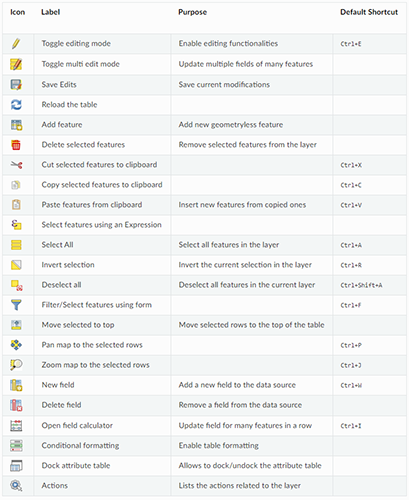 Icon Label Purpose Default Shortcut
Toggle editing mode Enable editing functionalities Ctrl+E
Toggle multi edit mode Update multiple fields of many features
Save Edits Save current modifications
Reload the table
Add feature Add new geometryless feature
Delete selected features Remove selected features from the layer
Cut selected features to clipboard Ctrl+X
Copy selected features to clipboard Ctrl+C
Paste features from clipboard Insert new features from copied ones Ctrl+V
Select features using an Expression
Select All Select all features in the layer Ctrl+A
Invert selection Invert the current selection in the layer Ctrl+R
Deselect all Deselect all features in the current layer Ctrl+Shift+A
Filter/Select features using form Ctrl+F
Move selected to top Move selected rows to the top of the table
Pan map to the selected rows Ctrl+P
Zoom map to the selected rows Ctrl+J
New field Add a new field to the data source Ctrl+W
Delete field Remove a field from the data source
Open field calculator Update field for many features in a row Ctrl+I
Conditional formatting Enable table formatting
Dock attribute table Allows to dock/undock the attribute table
Actions Lists the actions related to the layer